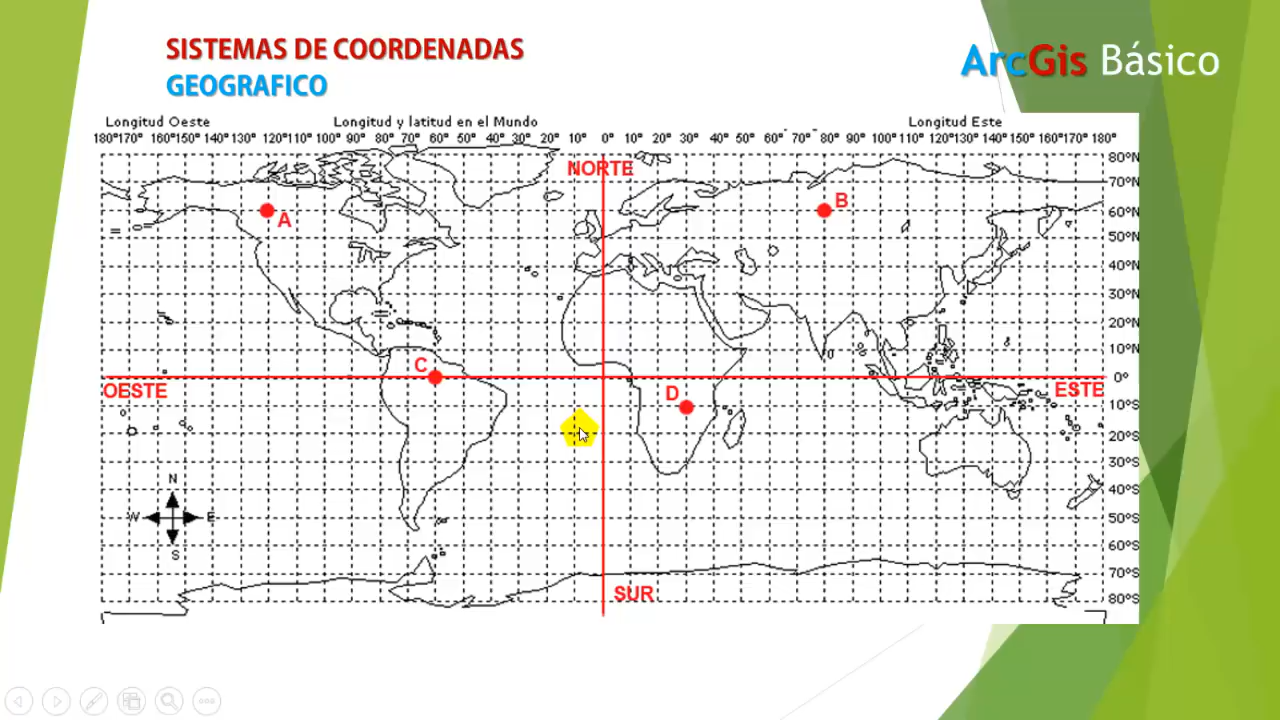 SISTEMAS DE COORDENADAS
GEOGRAFICO
ArcGis Básico
Longitud Oeste
Longitud y latitud en el Mundo
Longitud Este
180° 170° 160° 150° 140° 130° 120° 110° 100° 90° 80° 70° 60° 50° 40° 30° 20° 10° 0° 10° 20° 30° 40° 50° 60° 70° 80° 90° 100° 110° 120° 130° 140° 150° 160° 170° 180°
80°N
NORTE
70°N
B
60°N
A
50°N
40°N
30°N
20°N
10°N
C
0°
OESTE
ESTE
D
10°S
20°S
30°S
N
40°S
W E
50°S
S
60°S
70°S
SUR
80°S